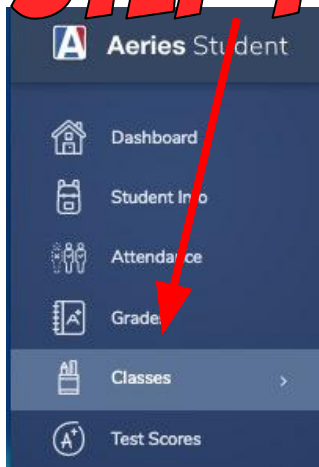 Aeries Student
Dashboard
Student Info
Attendance
Grades
Classes
Test Scores